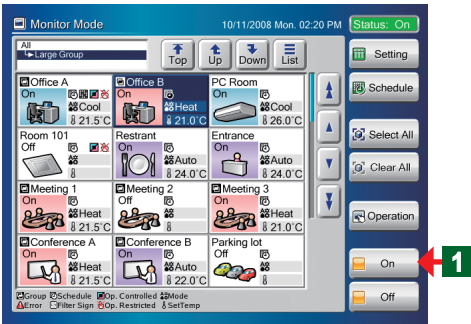 Monitor Mode 10/11/2008 Mon. 02:20 PM Status: On
All
Large Group
Top Up Down List
Setting
Schedule
Select All
Clear All
Operation
On
Off
1
Office A
On
Cool
21.5°C
Office B
On
Heat
21.0°C
PC Room
On
Cool
26.0°C
Room 101
Off
Restrant
On
Auto
24.0°C
Entrance
On
Auto
24.0°C
Meeting 1
On
Heat
21.5°C
Meeting 2
Off
Meeting 3
On
Heat
21.0°C
Conference A
On
Heat
21.5°C
Conference B
On
Auto
22.0°C
Parking lot
Off
Group Schedule Op. Controlled Mode
Error Filter Sign Op. Restricted SetTemp